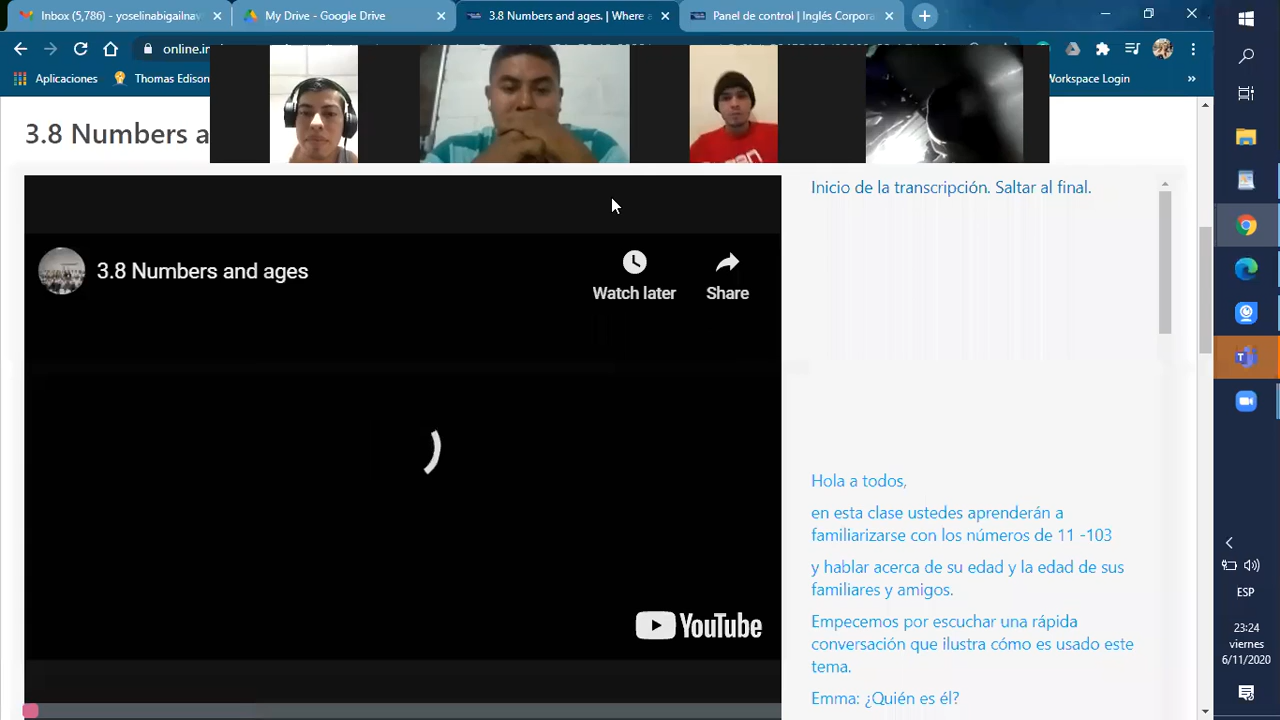 Inbox (5,786) - yoselinabigailnav
My Drive - Google Drive
3.8 Numbers and ages. | Where a
Panel de control | Inglés Corpora
online.in
Aplicaciones
Thomas Edison
Workspace Login
»
3.8 Numbers a
Inicio de la transcripción. Saltar al final.
3.8 Numbers and ages
Watch later
Share
YouTube
Hola a todos,
en esta clase ustedes aprenderán a
familiarizarse con los números de 11 -103
y hablar acerca de su edad y la edad de sus
familiares y amigos.
Empecemos por escuchar una rápida
conversación que ilustra cómo es usado este
tema.
Emma: ¿Quién es él?
ESP
23:24
viernes
6/11/2020